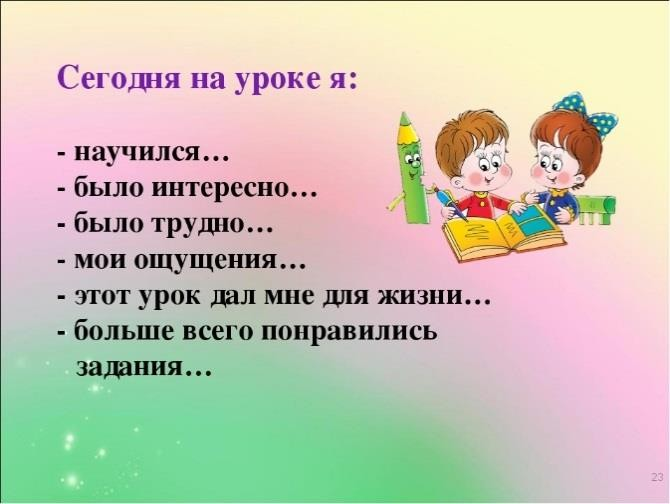 Сегодня на уроке я:
- научился…
- было интересно…
- было трудно…
- мои ощущения…
- этот урок дал мне для жизни…
- больше всего понравились
задания…
23